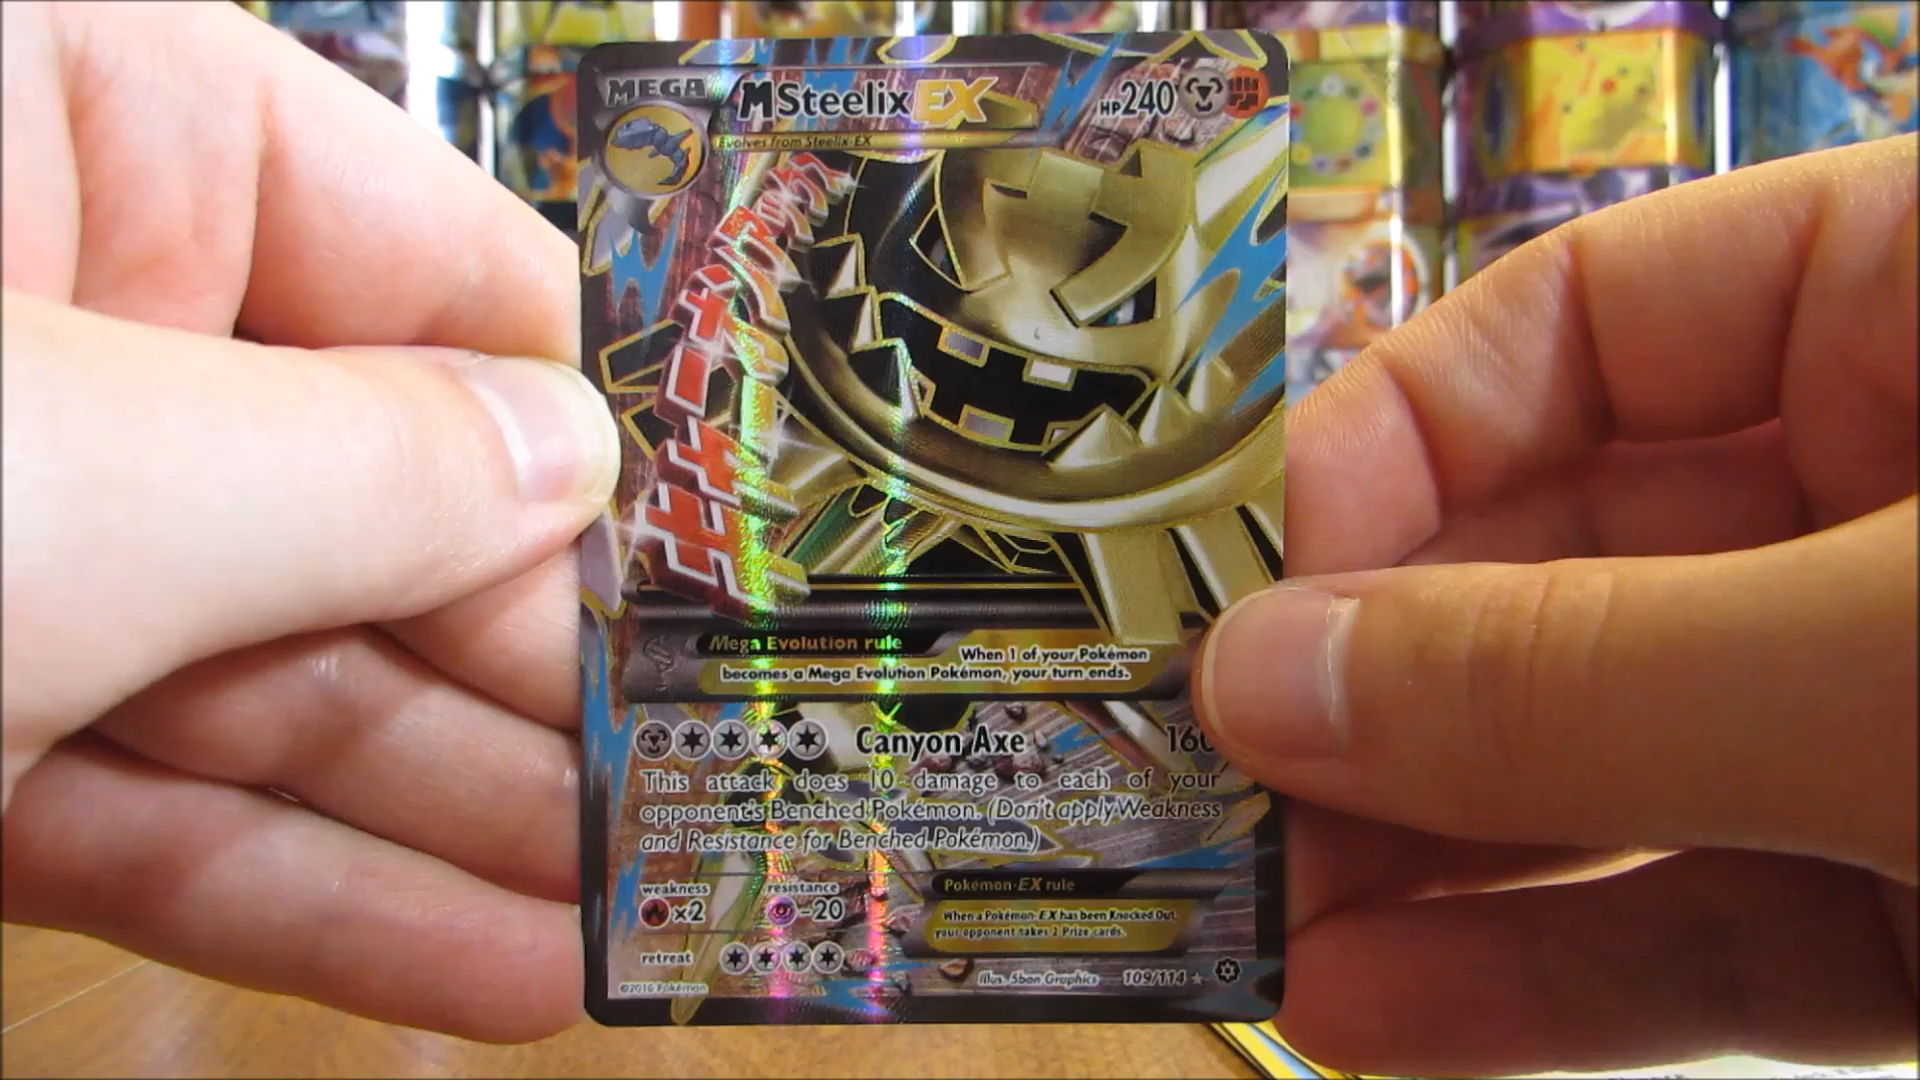 MEGA
MSteelix EX
HP240
Evolves from Steelix-EX
Mega Evolution rule
When 1 of your Pokémon
becomes a Mega Evolution Pokémon, your turn ends.
Canyon Axe
This attack does 10 damage to each of your
opponent's Benched Pokémon. (Don't apply Weakness
and Resistance for Benched Pokémon.)
weakness
×2
resistance
-20
retreat
Pokémon-EX rule
When a Pokémon-EX has been Knocked Out,
your opponent takes 2 Prize cards.
©2016 Pokémon
Illus. 5ban Graphics
109/114